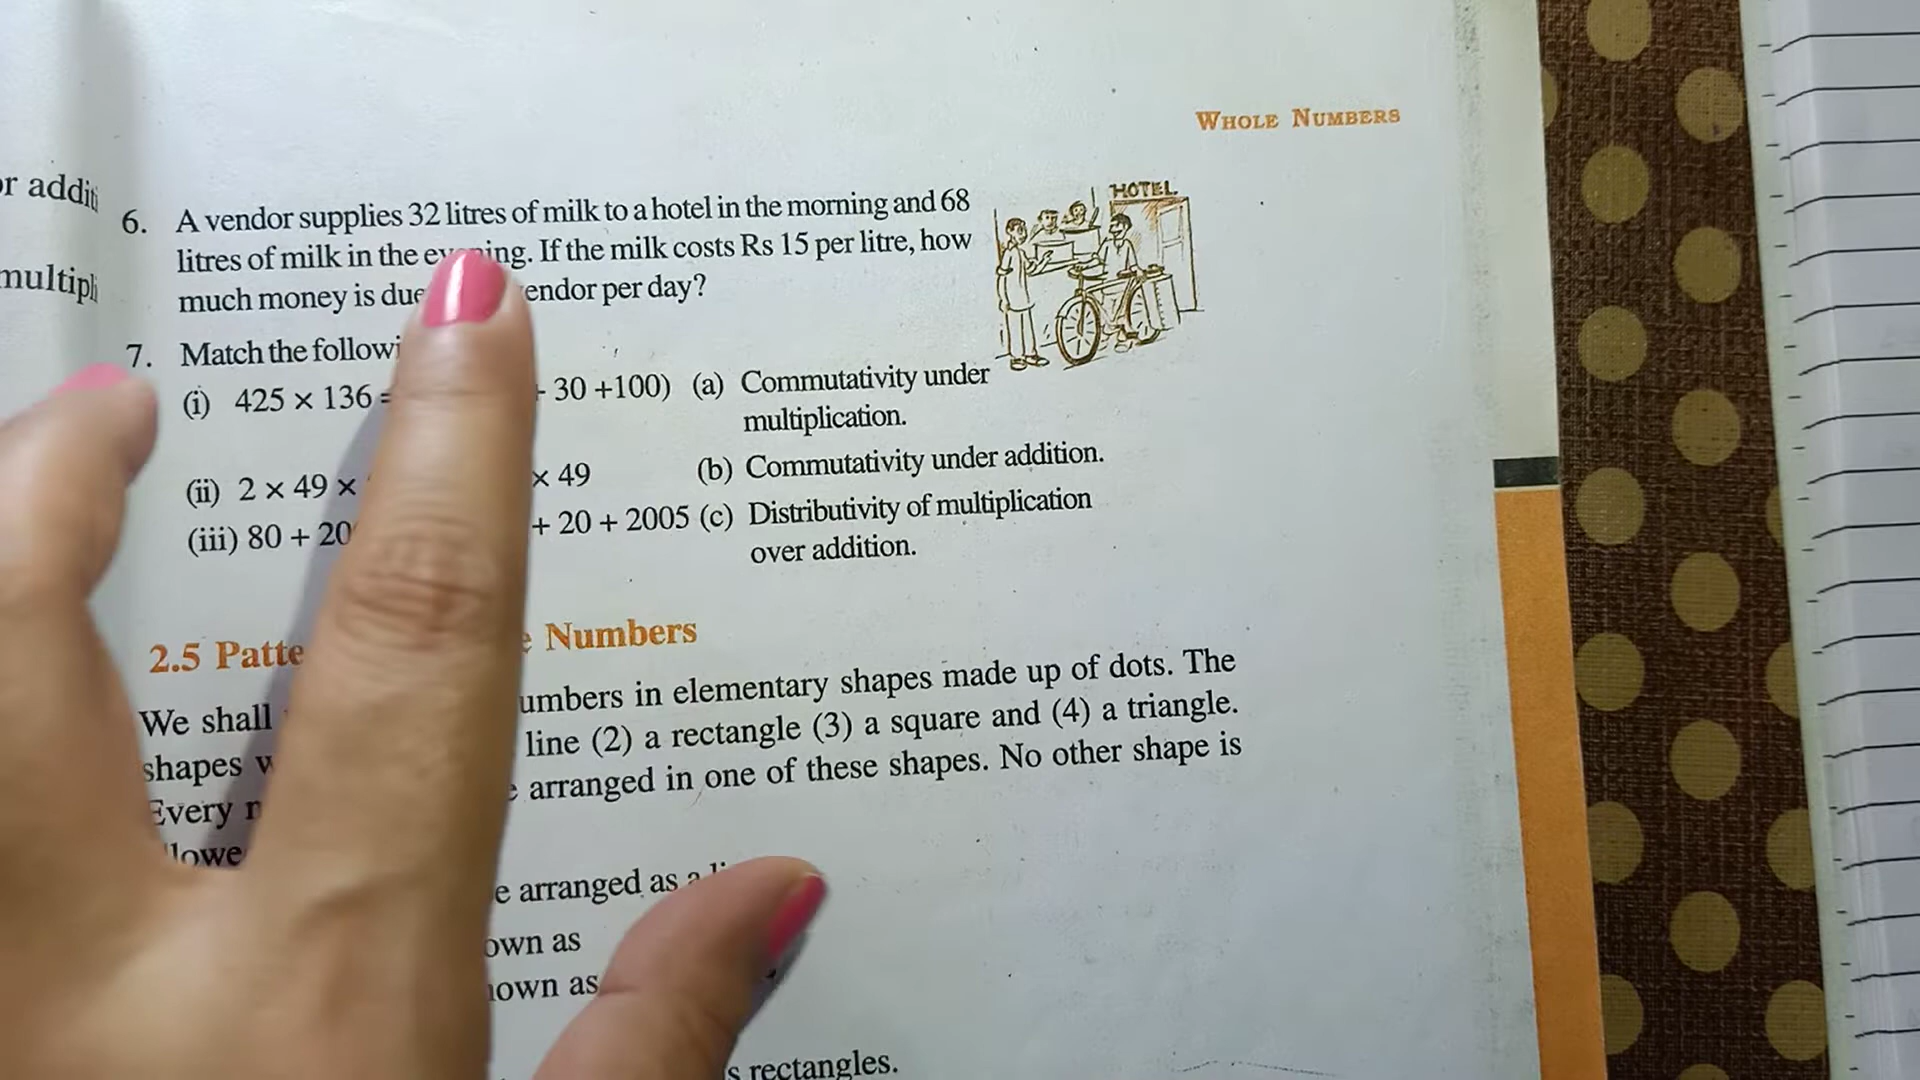 WHOLE NUMBERS
HOTEL
6. A vendor supplies 32 litres of milk to a hotel in the morning and 68
litres of milk in the evening. If the milk costs Rs 15 per litre, how
much money is due endor per day?
7. Match the followi
(i) 425 × 136 = + 30 +100) (a) Commutativity under
multiplication.
(ii) 2 × 49 × × 49 (b) Commutativity under addition.
(iii) 80 + 20 + 20 + 2005 (c) Distributivity of multiplication
over addition.
2.5 Patte Numbers
We shall umbers in elementary shapes made up of dots. The
shapes line (2) a rectangle (3) a square and (4) a triangle.
Every arranged in one of these shapes. No other shape is
lowe
e arranged as a
own as
nown as
s rectangles.
or additi
multipli